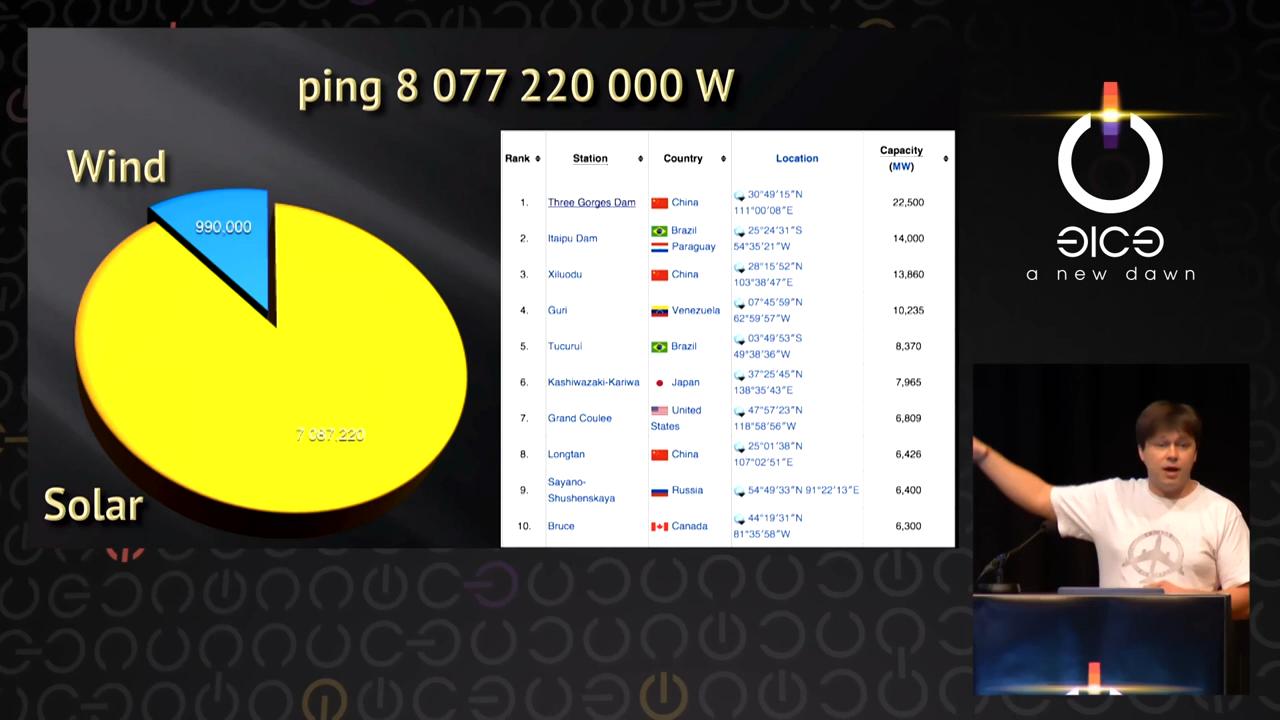 ping 8 077 220 000 W
Wind
990,000
7 087,220
Solar
Rank Station Country Location Capacity (MW)
1. Three Gorges Dam China 30°49′15″N 111°00′08″E 22,500
2. Itaipu Dam Brazil Paraguay 25°24′31″S 54°35′21″W 14,000
3. Xiluodu China 28°15′52″N 103°38′47″E 13,860
4. Guri Venezuela 07°45′59″N 62°59′57″W 10,235
5. Tucuruí Brazil 03°49′53″S 49°38′36″W 8,370
6. Kashiwazaki-Kariwa Japan 37°25′45″N 138°35′43″E 7,965
7. Grand Coulee United States 47°57′23″N 118°58′56″W 6,809
8. Longtan China 25°01′38″N 107°02′51″E 6,426
9. Sayano-Shushenskaya Russia 54°49′33″N 91°22′13″E 6,400
10. Bruce Canada 44°19′31″N 81°35′58″W 6,300
31C3
a new dawn